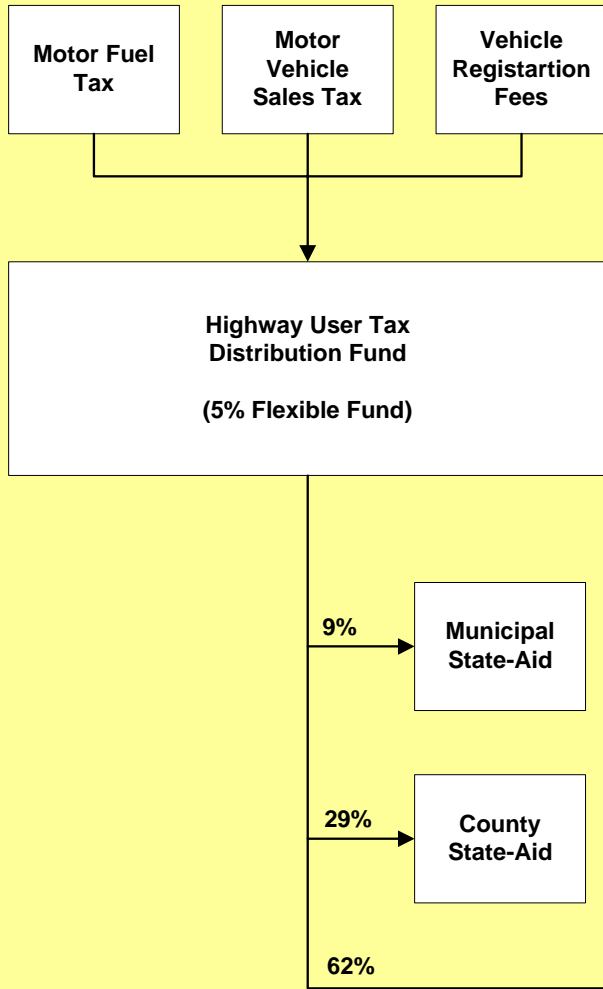 Motor Fuel
Tax
Motor
Vehicle
Sales Tax
Vehicle
Registartion
Fees
Highway User Tax
Distribution Fund
(5% Flexible Fund)
9%
Municipal
State-Aid
29%
County
State-Aid
62%